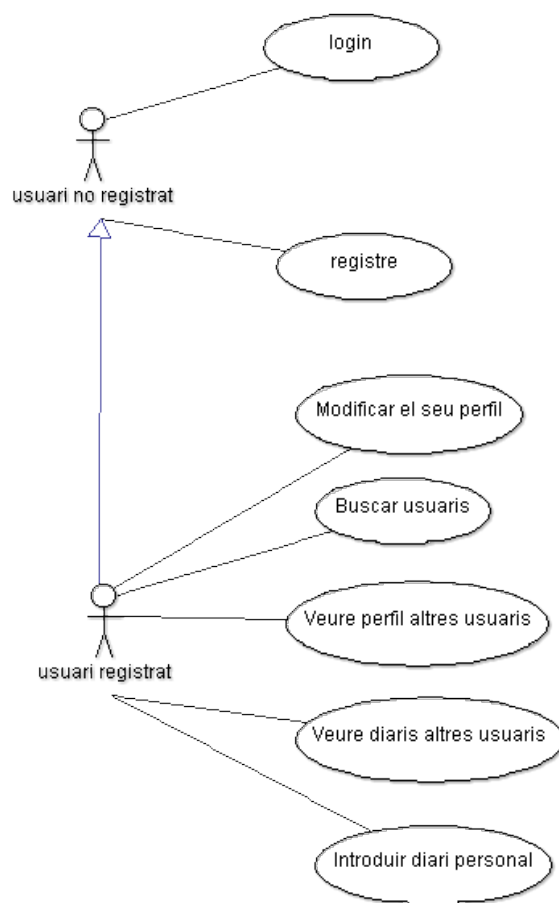 login
usuari no registrat
registre
Modificar el seu perfil
Buscar usuaris
Veure perfil altres usuaris
usuari registrat
Veure diaris altres usuaris
Introduir diari personal